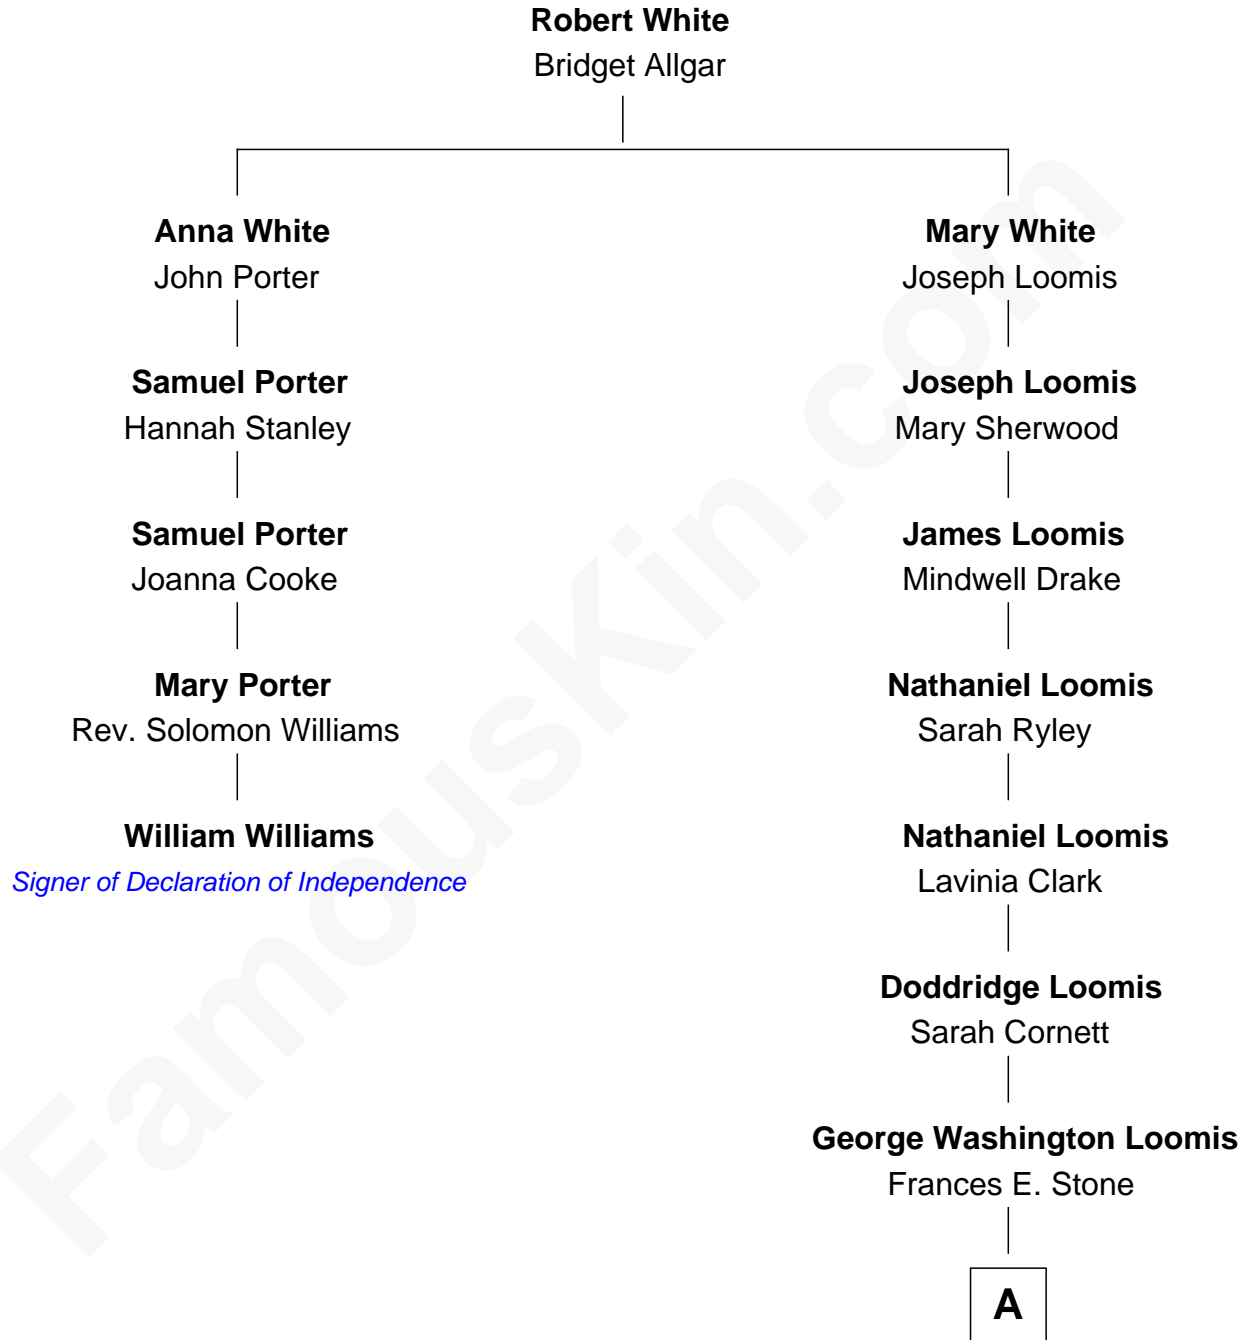 Robert White
Bridget Allgar
Anna White
John Porter
Mary White
Joseph Loomis
Samuel Porter
Hannah Stanley
Joseph Loomis
Mary Sherwood
Samuel Porter
Joanna Cooke
James Loomis
Mindwell Drake
Mary Porter
Rev. Solomon Williams
Nathaniel Loomis
Sarah Ryley
William Williams
Signer of Declaration of Independence
Nathaniel Loomis
Lavinia Clark
Doddridge Loomis
Sarah Cornett
George Washington Loomis
Frances E. Stone
A
FamousKin.com